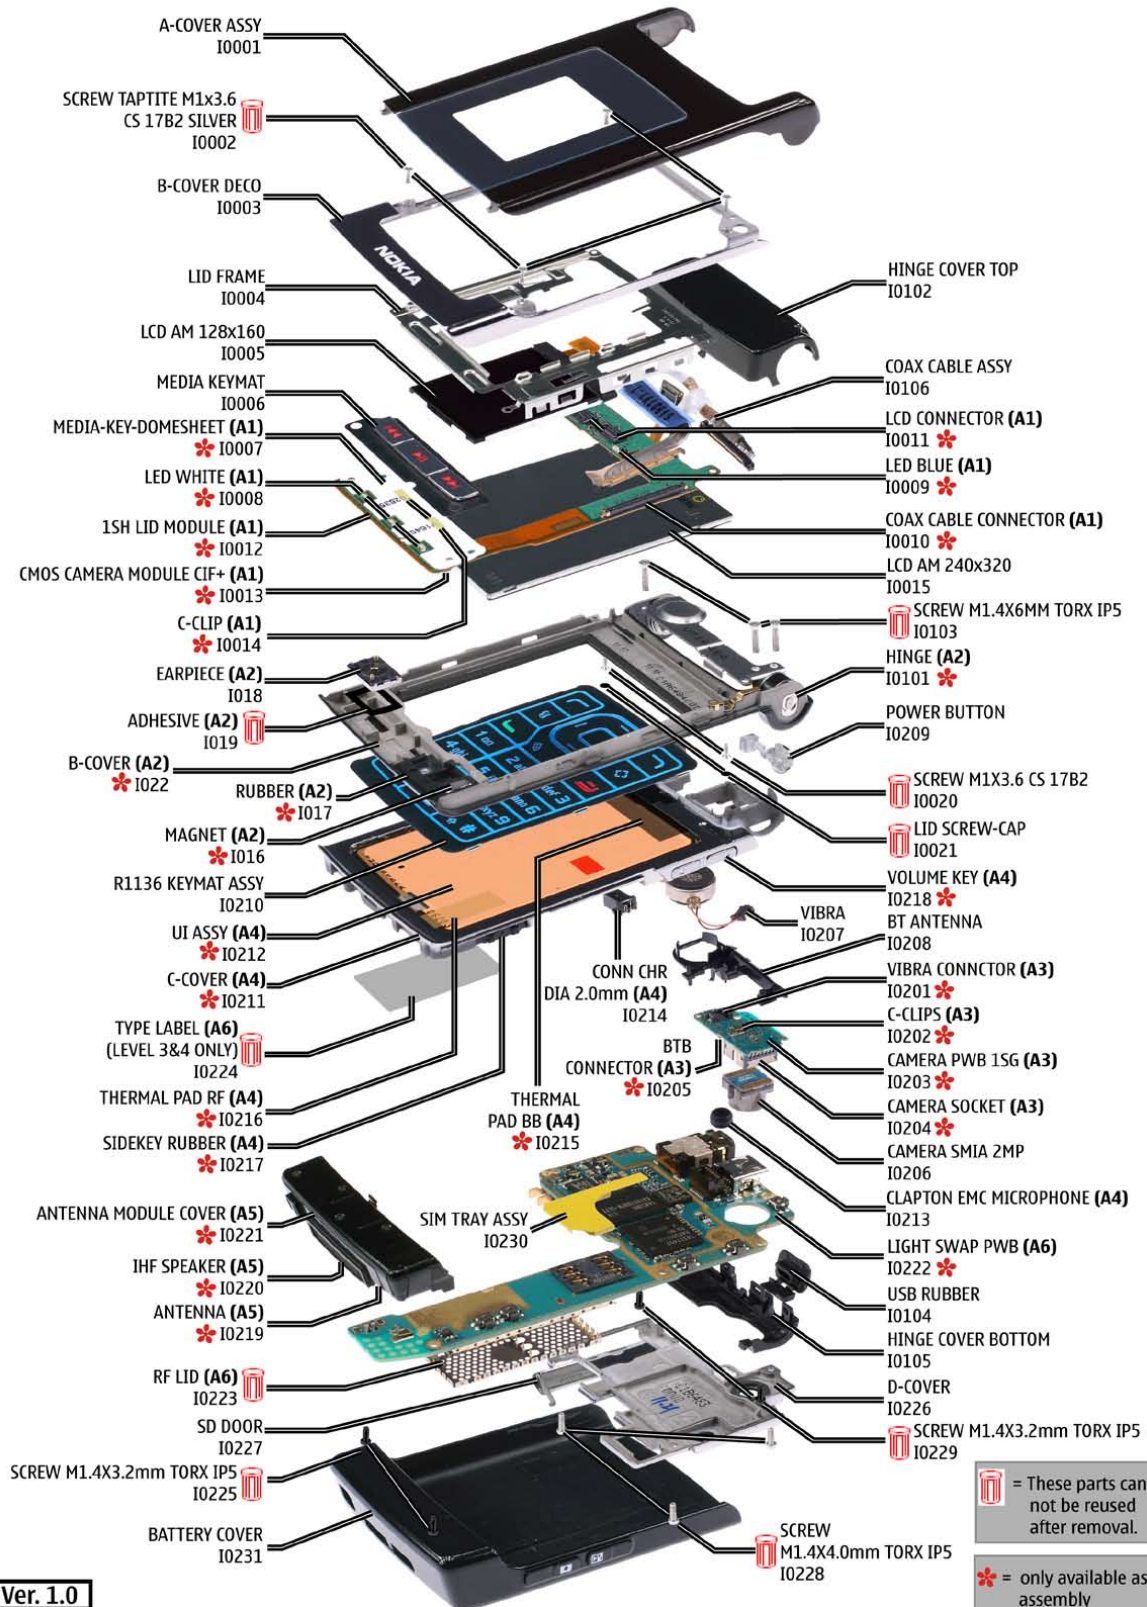 A-COVER ASSY
I0001
SCREW TAPTITE M1x3.6
CS 17B2 SILVER
I0002
B-COVER DECO
I0003
NOKIA
LID FRAME
I0004
HINGE COVER TOP
I0102
LCD AM 128x160
I0005
COAX CABLE ASSY
I0106
MEDIA KEYMAT
I0006
LCD CONNECTOR (A1)
I0011
MEDIA-KEY-DOMESHEET (A1)
I0007
LED BLUE (A1)
I0009
LED WHITE (A1)
I0008
COAX CABLE CONNECTOR (A1)
I0010
1SH LID MODULE (A1)
I0012
LCD AM 240x320
I0015
CMOS CAMERA MODULE CIF+ (A1)
I0013
SCREW M1.4X6MM TORX IP5
I0103
C-CLIP (A1)
I0014
HINGE (A2)
I0101
EARPIECE (A2)
I018
POWER BUTTON
I0209
ADHESIVE (A2)
I019
B-COVER (A2)
I022
SCREW M1X3.6 CS 17B2
I0020
RUBBER (A2)
I017
LID SCREW-CAP
I0021
MAGNET (A2)
I016
VOLUME KEY (A4)
I0218
R1136 KEYMAT ASSY
I0210
VIBRA
I0207
BT ANTENNA
I0208
UI ASSY (A4)
I0212
CONN CHR
DIA 2.0mm (A4)
I0214
VIBRA CONNCTOR (A3)
I0201
C-COVER (A4)
I0211
C-CLIPS (A3)
I0202
TYPE LABEL (A6)
(LEVEL 3&4 ONLY)
I0224
BTB
CONNECTOR (A3)
I0205
CAMERA PWB 1SG (A3)
I0203
THERMAL PAD RF (A4)
I0216
THERMAL
PAD BB (A4)
I0215
CAMERA SOCKET (A3)
I0204
SIDEKEY RUBBER (A4)
I0217
CAMERA SMIA 2MP
I0206
ANTENNA MODULE COVER (A5)
I0221
SIM TRAY ASSY
I0230
CLAPTON EMC MICROPHONE (A4)
I0213
IHF SPEAKER (A5)
I0220
LIGHT SWAP PWB (A6)
I0222
ANTENNA (A5)
I0219
USB RUBBER
I0104
HINGE COVER BOTTOM
I0105
RF LID (A6)
I0223
D-COVER
I0226
SD DOOR
I0227
SCREW M1.4X3.2mm TORX IP5
I0229
SCREW M1.4X3.2mm TORX IP5
I0225
BATTERY COVER
I0231
SCREW
M1.4X4.0mm TORX IP5
I0228
= These parts can
not be reused
after removal.
= only available as
assembly
Ver. 1.0